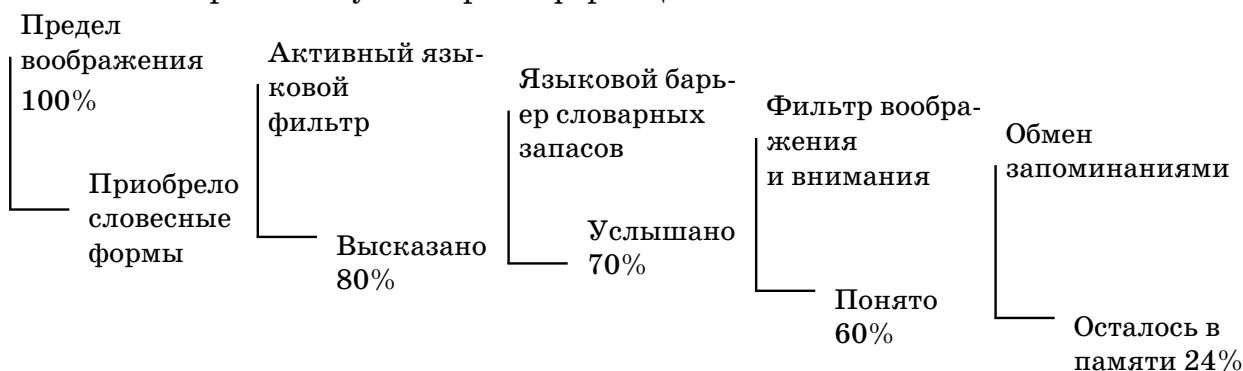 Предел
воображения
100%
Приобрело
словесные
формы
Активный язы-
ковой
фильтр
Высказано
80%
Языковой барь-
ер словарных
запасов
Услышано
70%
Фильтр вообра-
жения
и внимания
Понято
60%
Обмен
запоминаниями
Осталось в
памяти 24%